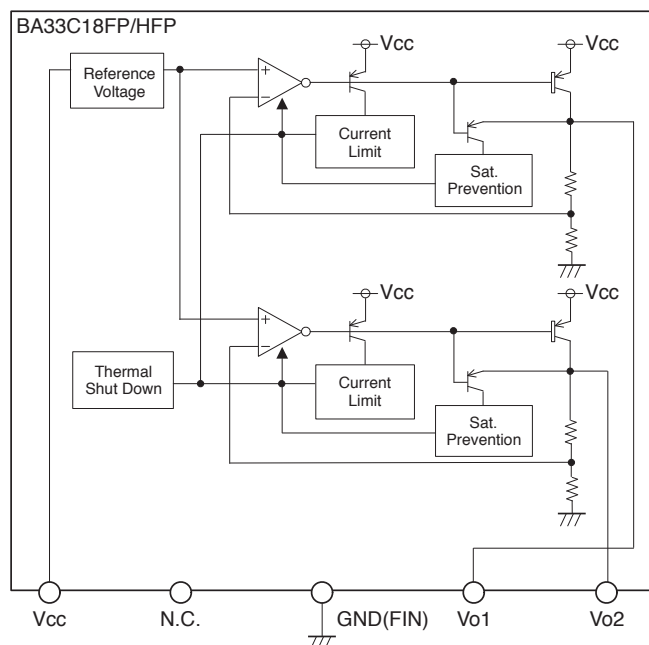 BA33C18FP/HFP
Vcc
Vcc
Reference
Voltage
+
−
Current
Limit
Sat.
Prevention
Vcc
Vcc
+
−
Thermal
Shut Down
Current
Limit
Sat.
Prevention
Vcc
N.C.
GND(FIN)
Vo1
Vo2